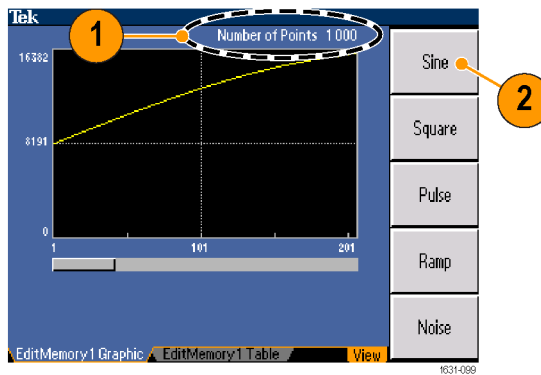 Tek
1
Number of Points 1 000
Sine
2
16382
Square
8191
Pulse
0
1 101 201
Ramp
Noise
EditMemory1 Graphic EditMemory1 Table View
1631-099